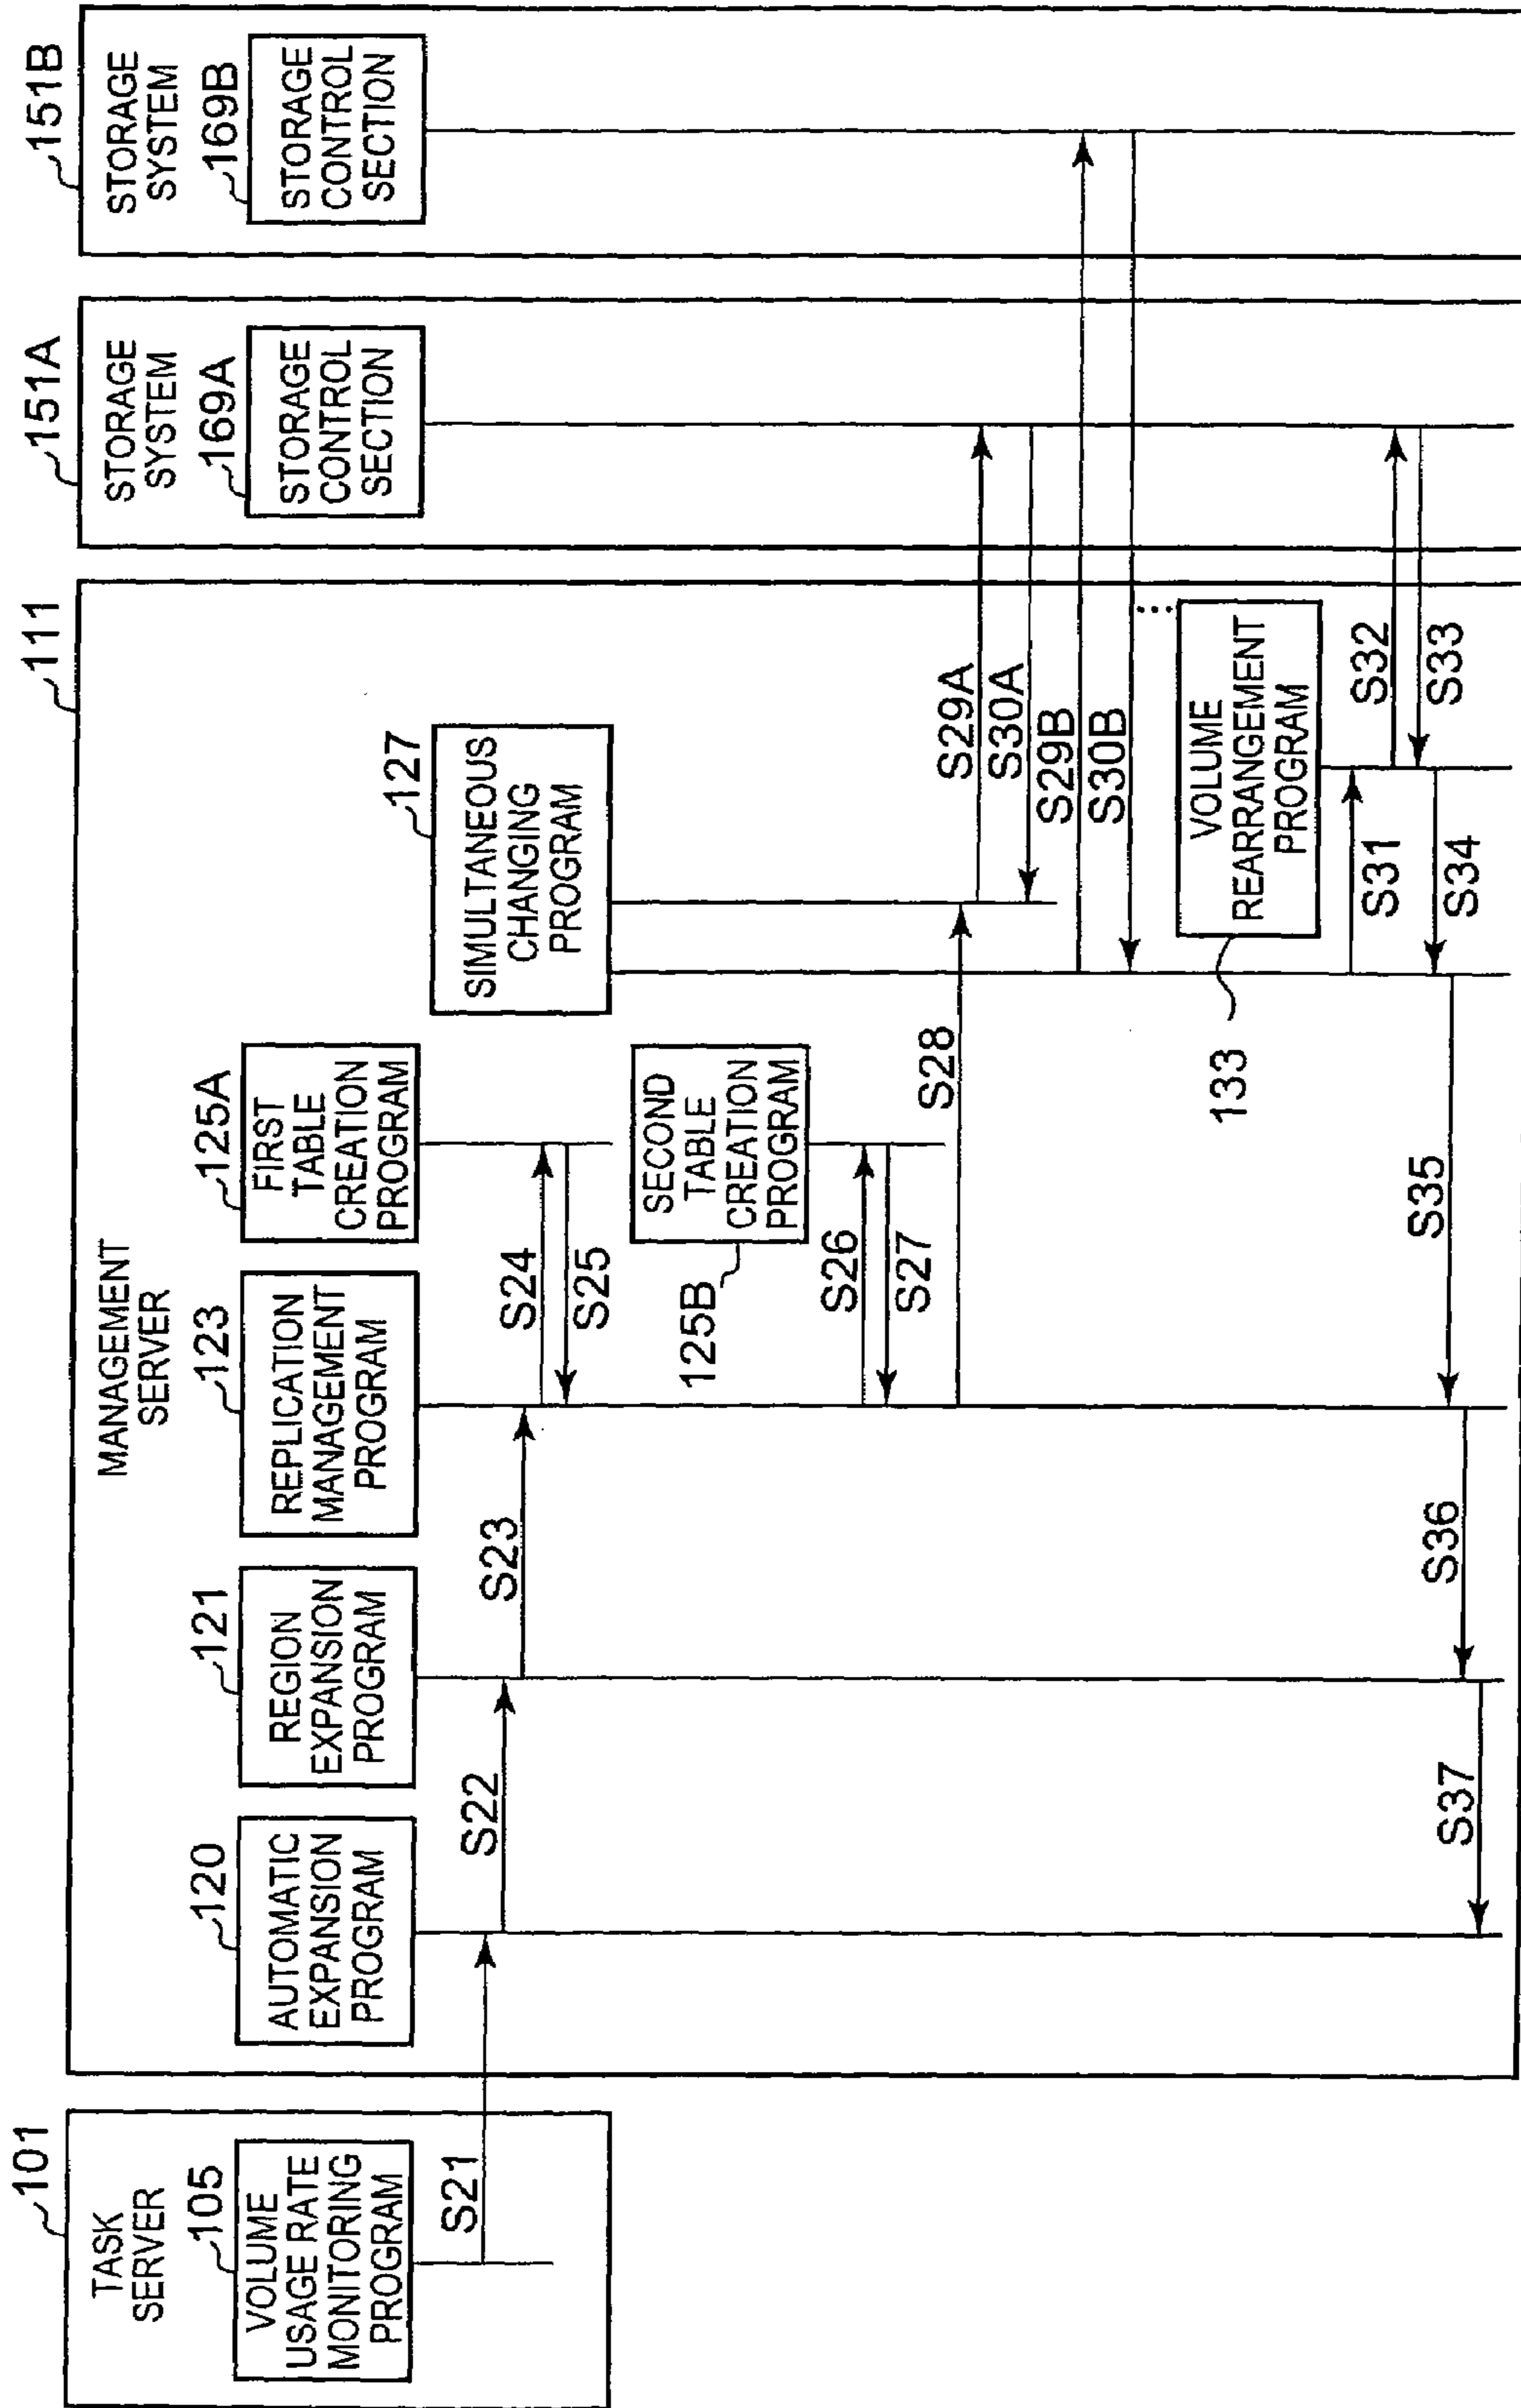 101
TASK
SERVER
105
VOLUME
USAGE RATE
MONITORING
PROGRAM
S21
111
MANAGEMENT
SERVER
120
AUTOMATIC
EXPANSION
PROGRAM
121
REGION
EXPANSION
PROGRAM
123
REPLICATION
MANAGEMENT
PROGRAM
125A
FIRST
TABLE
CREATION
PROGRAM
127
SIMULTANEOUS
CHANGING
PROGRAM
SECOND
TABLE
CREATION
PROGRAM
125B
VOLUME
REARRANGEMENT
PROGRAM
133
S22
S23
S24
S25
S26
S27
S28
S29A
S30A
S29B
S30B
S31
S32
S33
S34
S35
S36
S37
151A
STORAGE
SYSTEM
169A
STORAGE
CONTROL
SECTION
151B
STORAGE
SYSTEM
169B
STORAGE
CONTROL
SECTION